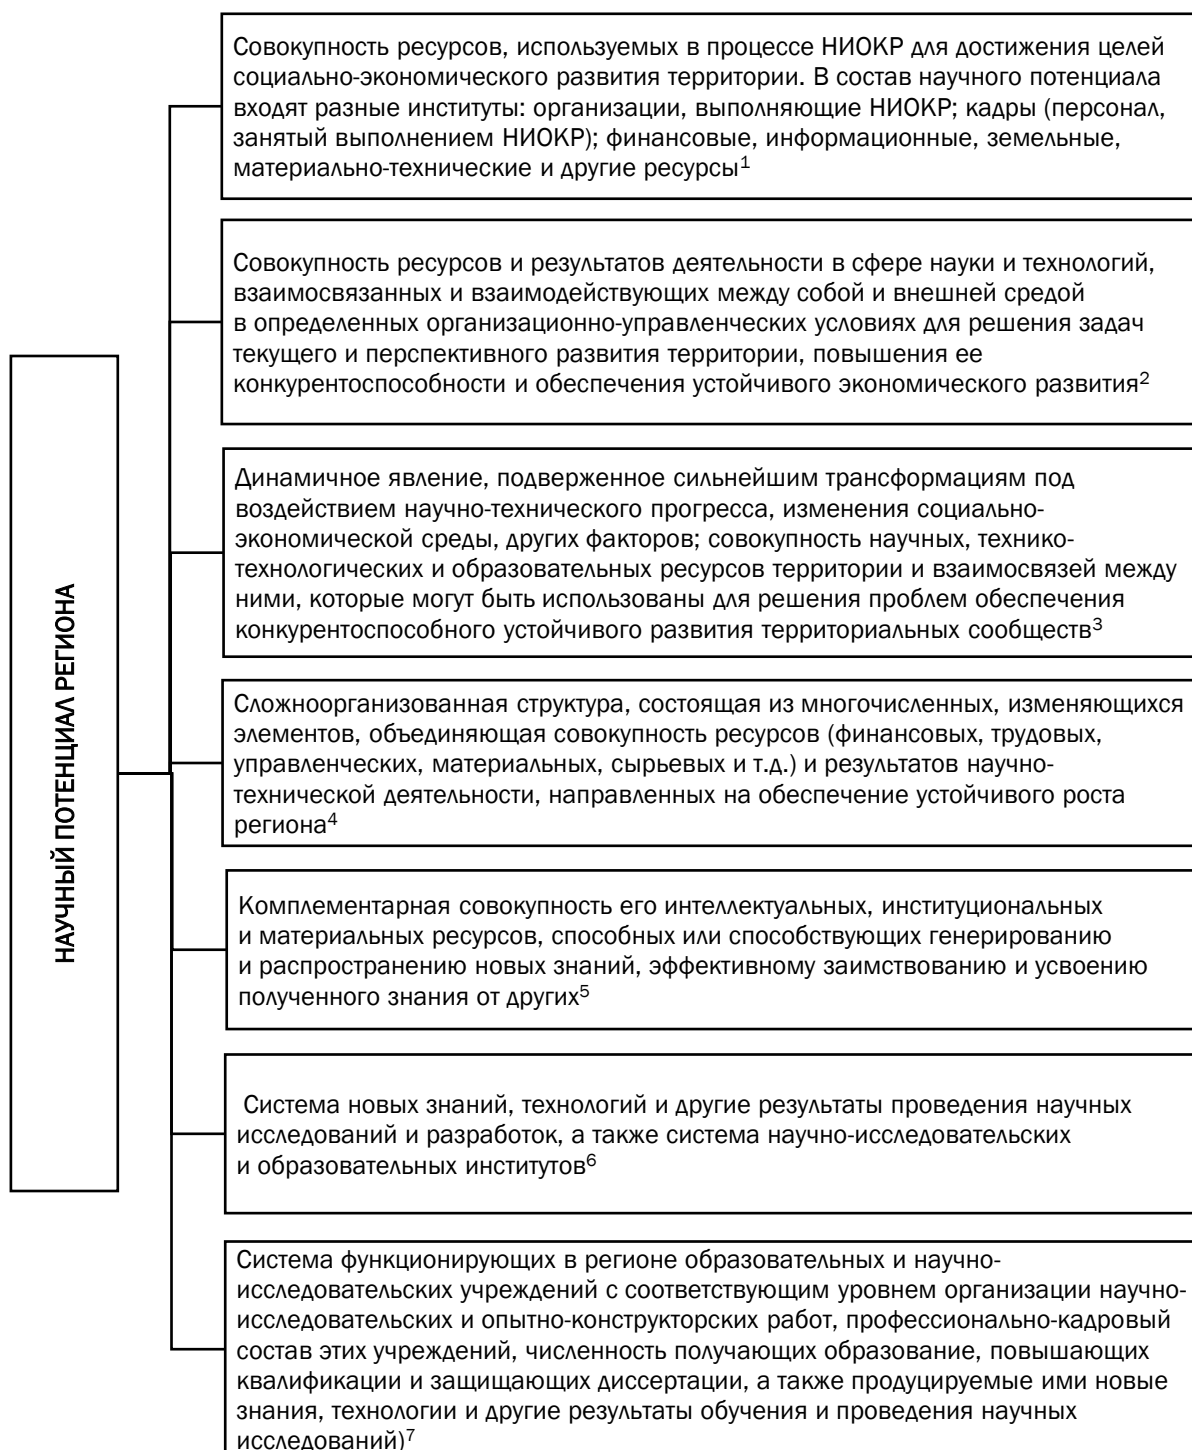 Совокупность ресурсов, используемых в процессе НИОКР для достижения целей
социально-экономического развития территории. В состав научного потенциала
входят разные институты: организации, выполняющие НИОКР; кадры (персонал,
занятый выполнением НИОКР); финансовые, информационные, земельные,
материально-технические и другие ресурсы1
Совокупность ресурсов и результатов деятельности в сфере науки и технологий,
взаимосвязанных и взаимодействующих между собой и внешней средой
в определенных организационно-управленческих условиях для решения задач
текущего и перспективного развития территории, повышения ее
конкурентоспособности и обеспечения устойчивого экономического развития2
НАУЧНЫЙ ПОТЕНЦИАЛ РЕГИОНА
Динамичное явление, подверженное сильнейшим трансформациям под
воздействием научно-технического прогресса, изменения социально-
экономической среды, других факторов; совокупность научных, технико-
технологических и образовательных ресурсов территории и взаимосвязей между
ними, которые могут быть использованы для решения проблем обеспечения
конкурентоспособного устойчивого развития территориальных сообществ3
Сложноорганизованная структура, состоящая из многочисленных, изменяющихся
элементов, объединяющая совокупность ресурсов (финансовых, трудовых,
управленческих, материальных, сырьевых и т.д.) и результатов научно-
технической деятельности, направленных на обеспечение устойчивого роста
региона4
Комплементарная совокупность его интеллектуальных, институциональных
и материальных ресурсов, способных или способствующих генерированию
и распространению новых знаний, эффективному заимствованию и усвоению
полученного знания от других5
Система новых знаний, технологий и другие результаты проведения научных
исследований и разработок, а также система научно-исследовательских
и образовательных институтов6
Система функционирующих в регионе образовательных и научно-
исследовательских учреждений с соответствующим уровнем организации научно-
исследовательских и опытно-конструкторских работ, профессионально-кадровый
состав этих учреждений, численность получающих образование, повышающих
квалификации и защищающих диссертации, а также продуцируемые ими новые
знания, технологии и другие результаты обучения и проведения научных
исследований)7